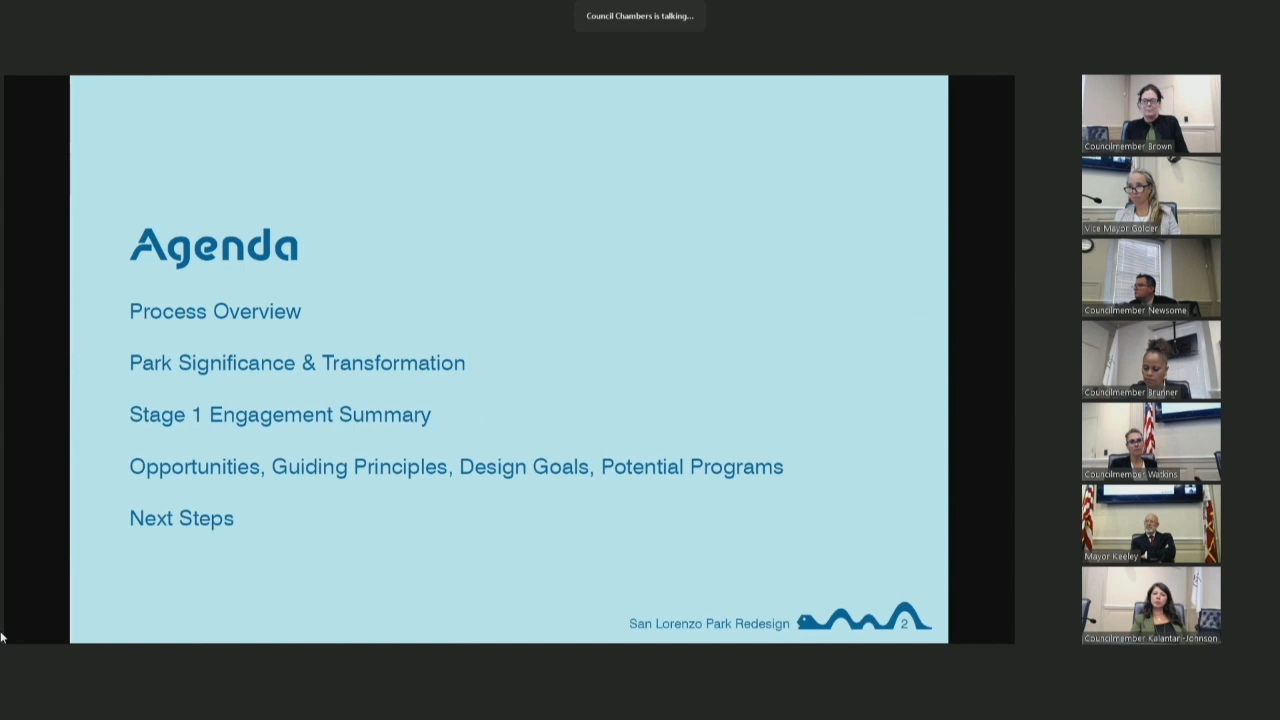 Council Chambers is talking...
Agenda
Process Overview
Park Significance & Transformation
Stage 1 Engagement Summary
Opportunities, Guiding Principles, Design Goals, Potential Programs
Next Steps
San Lorenzo Park Redesign
2
Councilmember Brown
Vice Mayor Golder
Councilmember Newsome
Councilmember Brunner
Councilmember Watkins
Mayor Keeley
Councilmember Kalantari-Johnson